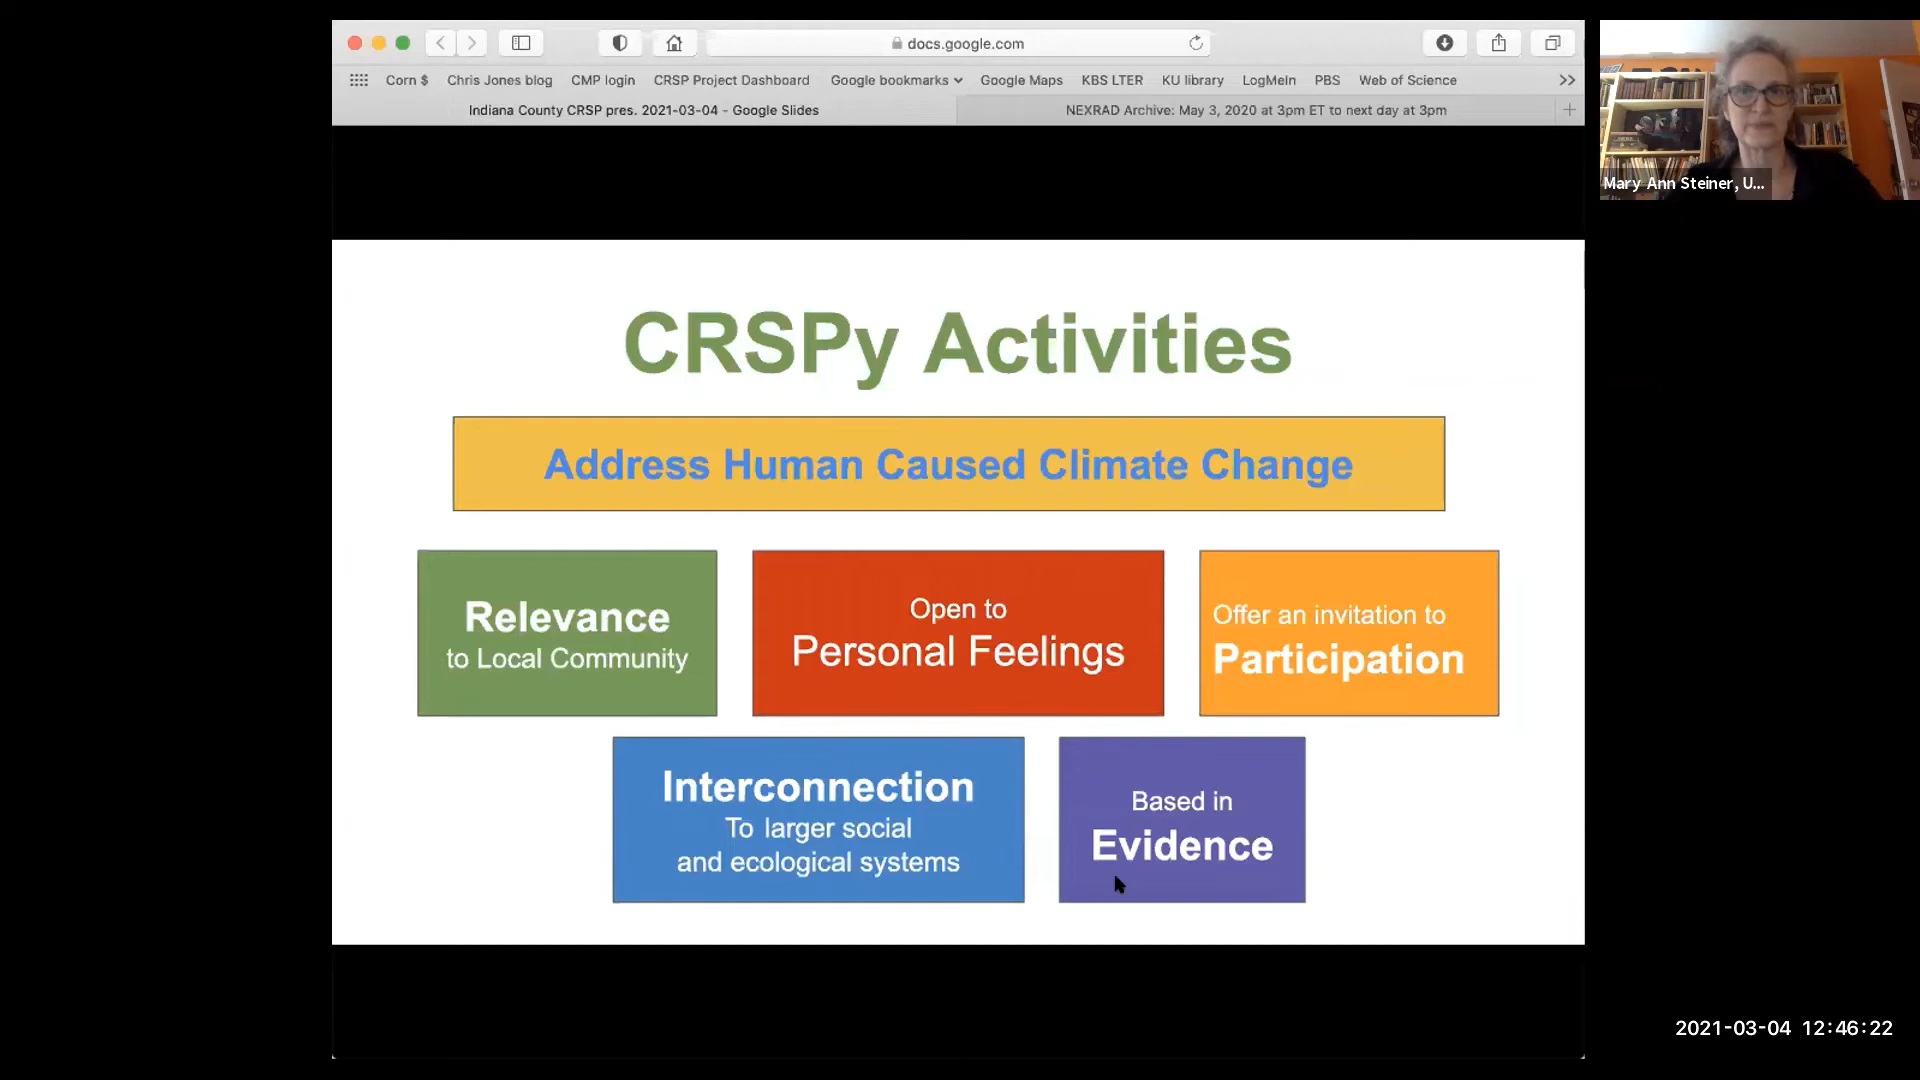 docs.google.com
Corn $ Chris Jones blog CMP login CRSP Project Dashboard Google bookmarks Google Maps KBS LTER KU library LogMeIn PBS Web of Science >>
Indiana County CRSP pres. 2021-03-04 - Google Slides NEXRAD Archive: May 3, 2020 at 3pm ET to next day at 3pm
Mary Ann Steiner, U...
CRSPy Activities
Address Human Caused Climate Change
Relevance
to Local Community
Open to
Personal Feelings
Offer an invitation to
Participation
Interconnection
To larger social
and ecological systems
Based in
Evidence
2021-03-04 12:46:22